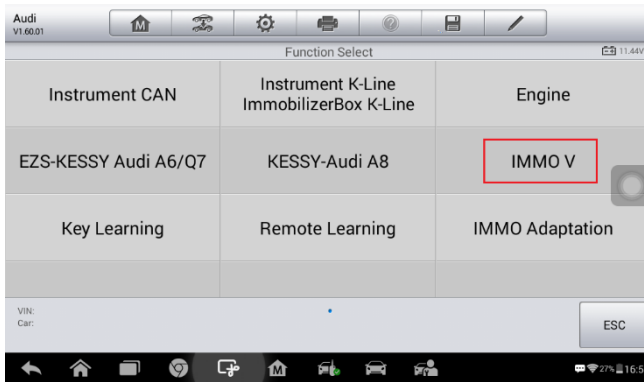 Audi
V1.60.01
Function Select
11.44V
Instrument CAN
Instrument K-Line
ImmobilizerBox K-Line
Engine
EZS-KESSY Audi A6/Q7
KESSY-Audi A8
IMMO V
Key Learning
Remote Learning
IMMO Adaptation
VIN:
Car:
ESC
27%